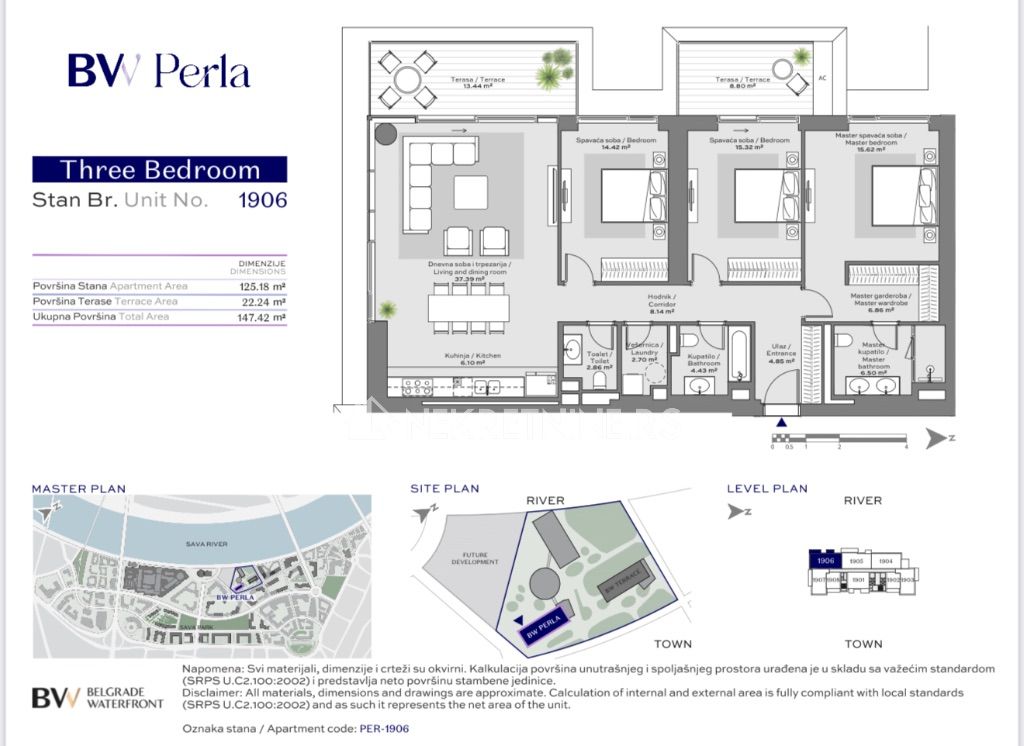 BW Perla
Three Bedroom
Stan Br. Unit No. 1906
DIMENZIJE
DIMENSIONS
Površina Stana Apartment Area 125.18 m²
Površina Terase Terrace Area 22.24 m²
Ukupna Površina Total Area 147.42 m²
Terasa / Terrace
13.44 m²
Terasa / Terrace
8.80 m²
AC
Spavaća soba / Bedroom
14.42 m²
Spavaća soba / Bedroom
15.32 m²
Master spavaća soba /
Master bedroom
15.62 m²
Dnevna soba i trpezarija /
Living and dining room
37.39 m²
Hodnik /
Corridor
8.14 m²
Master garderoba /
Master wardrobe
6.86 m²
Kuhinja / Kitchen
6.10 m²
Toalet /
Toilet
2.86 m²
Vešernica /
Laundry
2.70 m²
Kupatilo /
Bathroom
4.43 m²
Ulaz /
Entrance
4.85 m²
Master
kupatilo /
Master
bathroom
6.50 m²
NEKRETNINE.RS
0 0.5 1 2 4
Z
MASTER PLAN
Z
SAVA RIVER
BW PERLA
SAVA PARK
SITE PLAN
RIVER
Z
FUTURE
DEVELOPMENT
BW TERRACE
BW PERLA
TOWN
LEVEL PLAN
RIVER
Z
1906 1905 1904
1907 1908 1901 1902 1903
TOWN
BW BELGRADE
WATERFRONT
Napomena: Svi materijali, dimenzije i crteži su okvirni. Kalkulacija površina unutrašnjeg i spoljašnjeg prostora urađena je u skladu sa važećim standardom
(SRPS U.C2.100:2002) i predstavlja neto površinu stambene jedinice.
Disclaimer: All materials, dimensions and drawings are approximate. Calculation of internal and external area is fully compliant with local standards
(SRPS U.C2.100:2002) and as such it represents the net area of the unit.
Oznaka stana / Apartment code: PER-1906